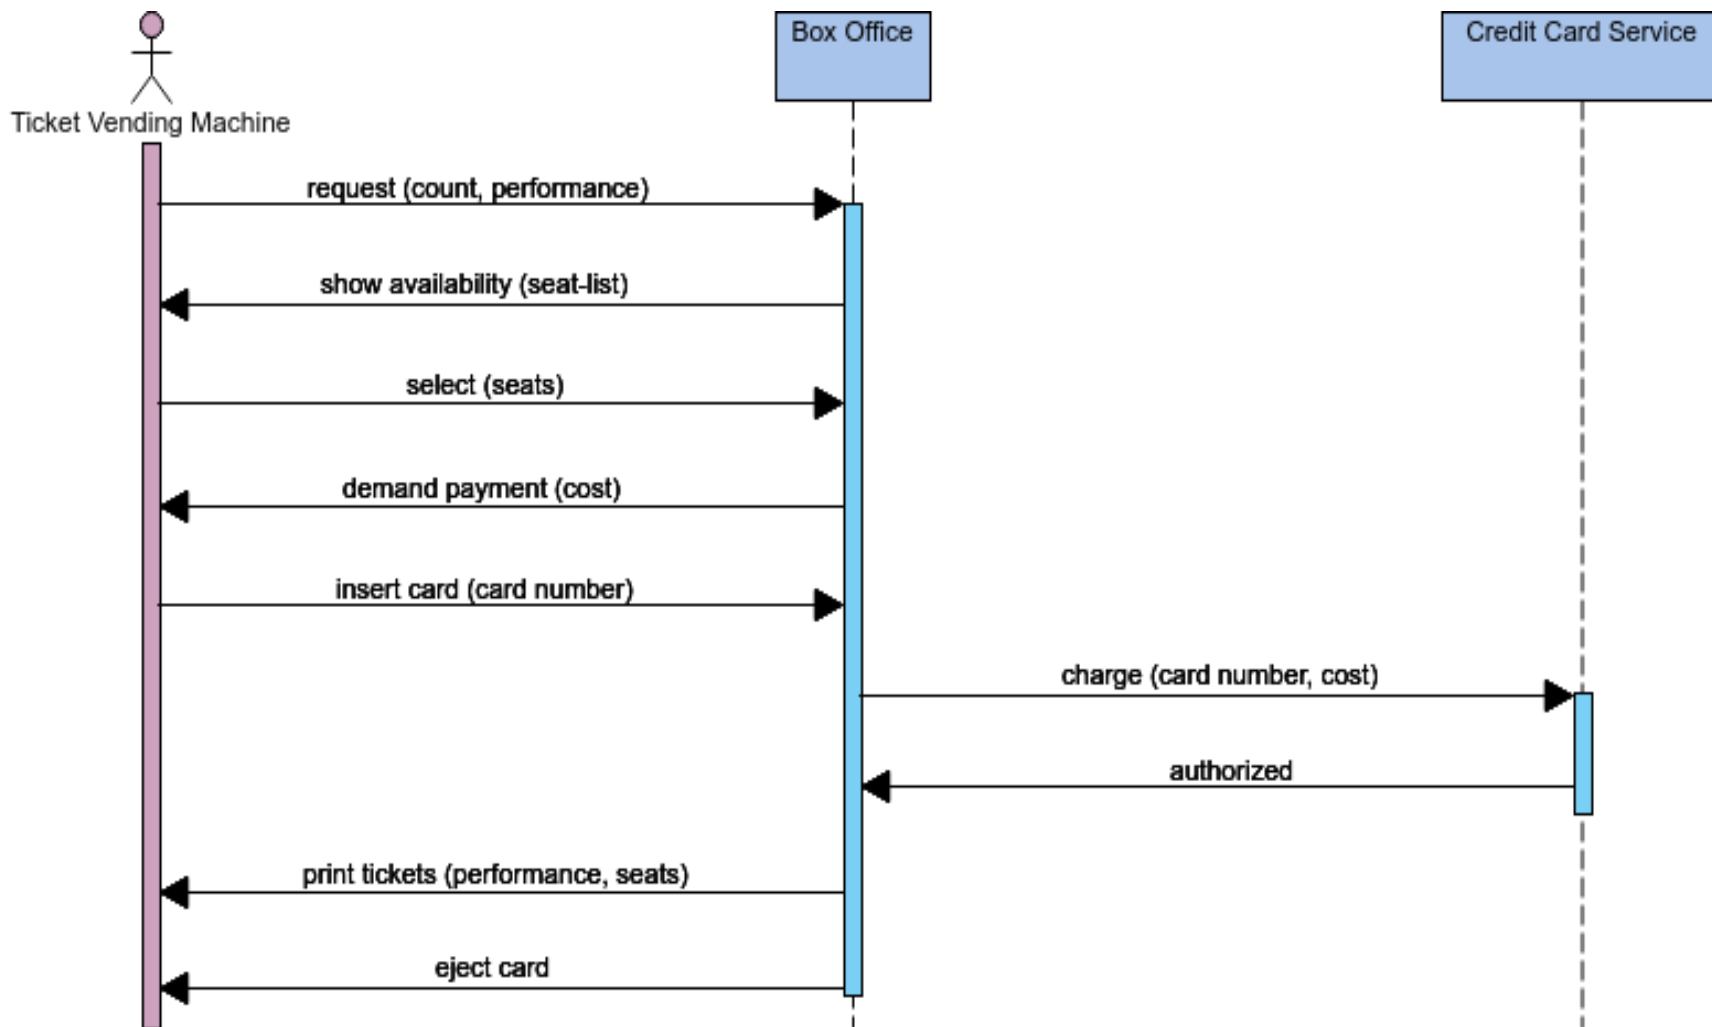 Box Office
Credit Card Service
Ticket Vending Machine
request (count, performance)
show availability (seat-list)
select (seats)
demand payment (cost)
insert card (card number)
charge (card number, cost)
authorized
print tickets (performance, seats)
eject card